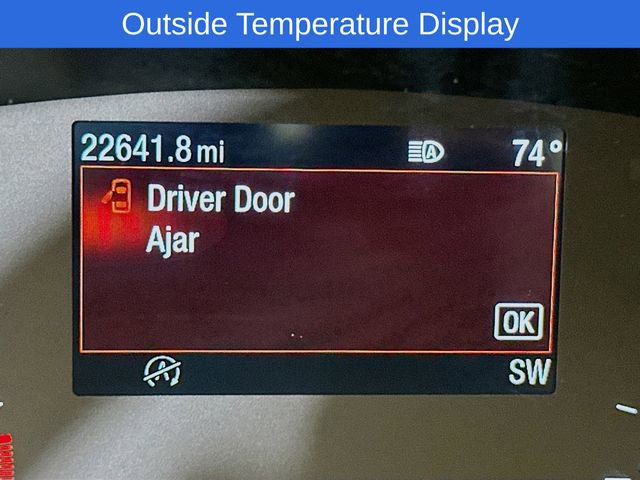 Outside Temperature Display
22641.8 mi A 74°
Driver Door
Ajar
OK
A SW